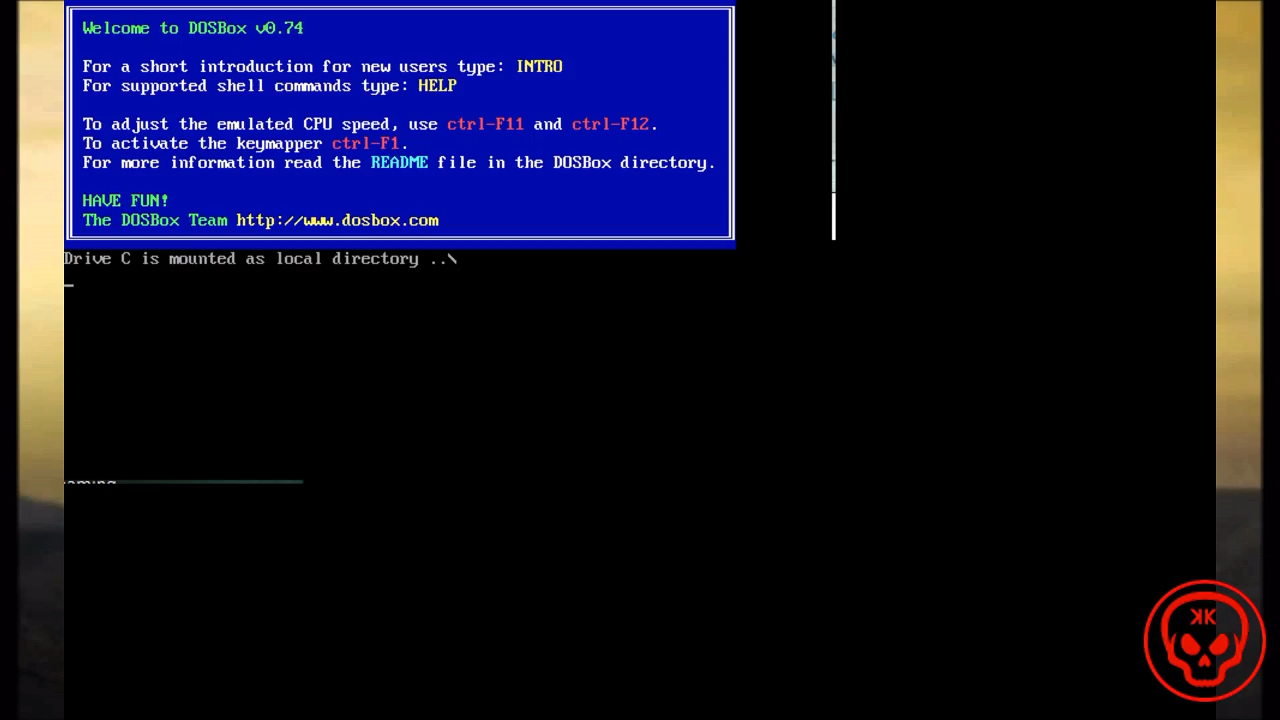 Welcome to DOSBox v0.74
For a short introduction for new users type: INTRO
For supported shell commands type: HELP
To adjust the emulated CPU speed, use ctrl-F11 and ctrl-F12.
To activate the keymapper ctrl-F1.
For more information read the README file in the DOSBox directory.
HAVE FUN!
The DOSBox Team http://www.dosbox.com
Drive C is mounted as local directory ..\